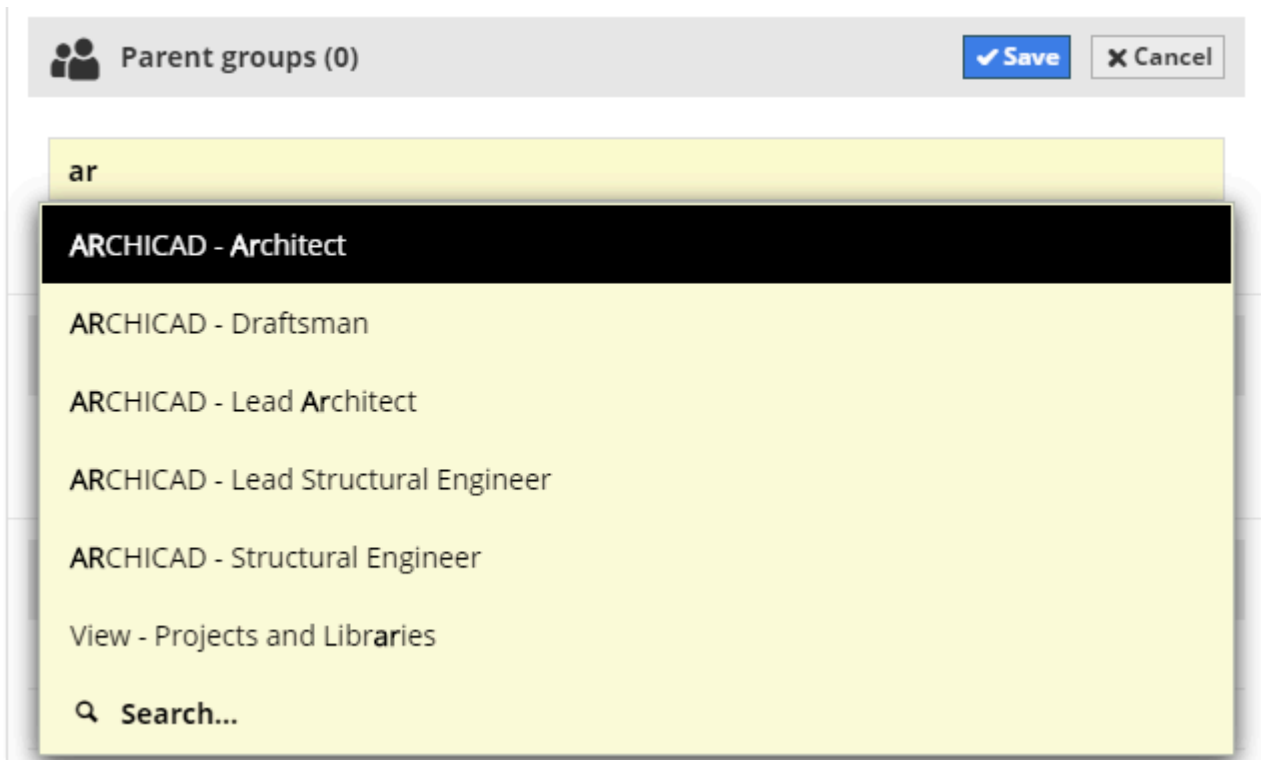 Parent groups (0)
Save
Cancel
ar
ARCHICAD - Architect
ARCHICAD - Draftsman
ARCHICAD - Lead Architect
ARCHICAD - Lead Structural Engineer
ARCHICAD - Structural Engineer
View - Projects and Libraries
Search...